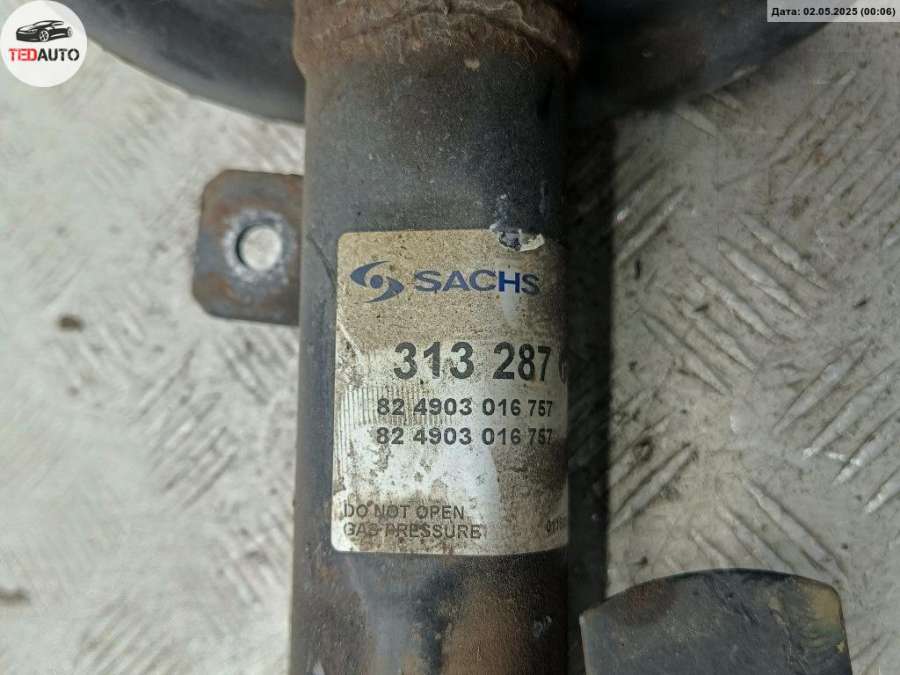 TEDAUTO
Дата: 02.05.2025 (00:06)
SACHS
313 287
82 4903 016 757
82 4903 016 757
DO NOT OPEN
GAS PRESSURE